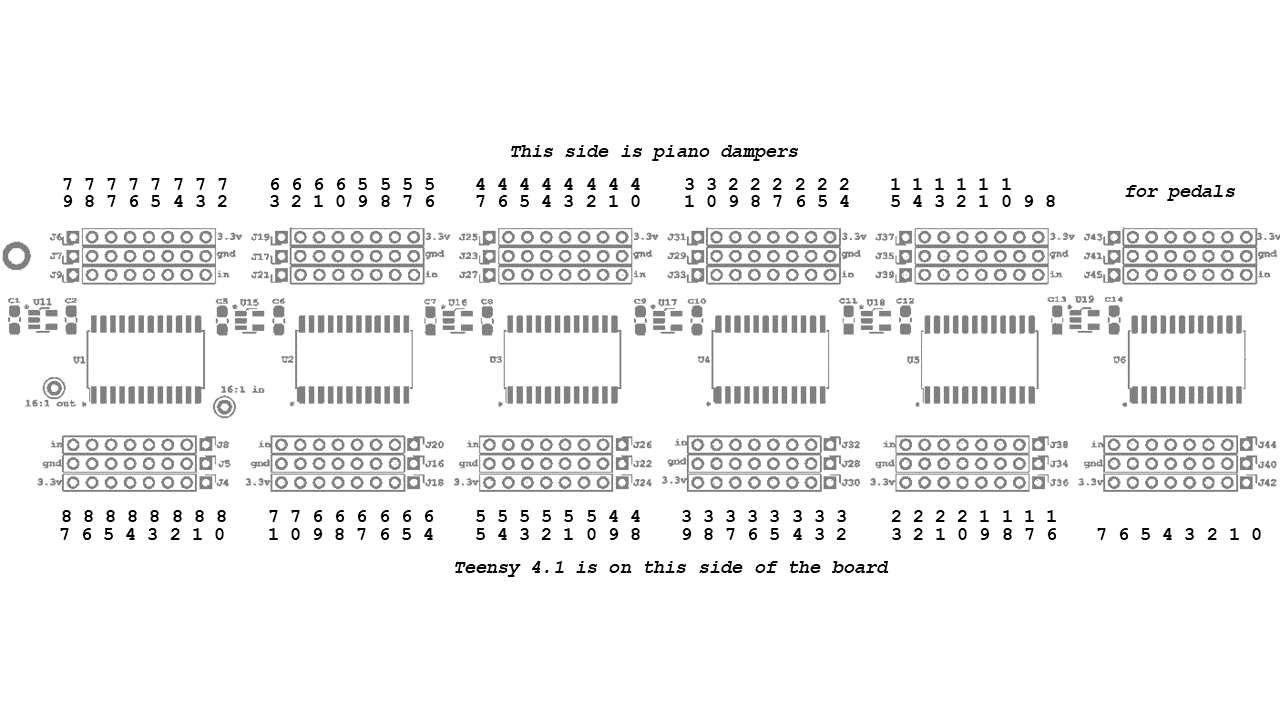 This side is piano dampers
7 7 7 7 7 7 7 7 6 6 6 6 5 5 5 5 4 4 4 4 4 4 4 4 3 3 2 2 2 2 2 2 1 1 1 1 1 1
9 8 7 6 5 4 3 2 3 2 1 0 9 8 7 6 7 6 5 4 3 2 1 0 1 0 9 8 7 6 5 4 5 4 3 2 1 0 9 8
for pedals
J6 3.3v J19 3.3v J25 3.3v J31 3.3v J37 3.3v J43 3.3v
J7 gnd J17 gnd J23 gnd J29 gnd J35 gnd J41 gnd
J9 in J21 in J27 in J33 in J39 in J45 in
C1 U11 C2 C5 U15 C6 C7 U16 C8 C9 U17 C10 C11 U18 C12 C13 U19 C14
U1 U2 U3 U4 U5 U6
16:1 out 16:1 in
in J8 in J20 in J26 in J32 in J38 in J44
gnd J5 gnd J16 gnd J22 gnd J28 gnd J34 gnd J40
3.3v J4 3.3v J18 3.3v J24 3.3v J30 3.3v J36 3.3v J42
8 8 8 8 8 8 8 8 7 7 6 6 6 6 6 6 5 5 5 5 5 5 4 4 3 3 3 3 3 3 3 3 2 2 2 2 1 1 1 1
7 6 5 4 3 2 1 0 1 0 9 8 7 6 5 4 5 4 3 2 1 0 9 8 9 8 7 6 5 4 3 2 3 2 1 0 9 8 7 6 7 6 5 4 3 2 1 0
Teensy 4.1 is on this side of the board